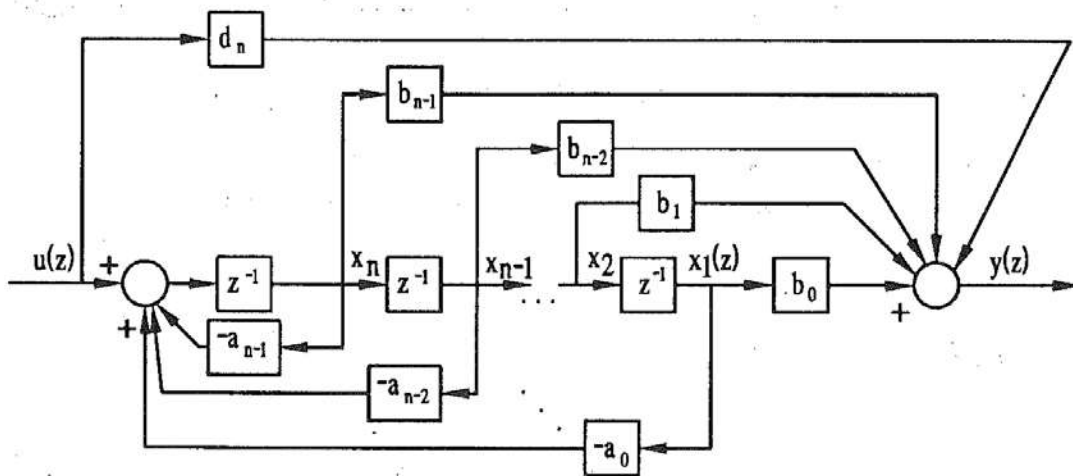 d_n
b_{n-1}
b_{n-2}
b_1
u(z) + z^{-1} x_n z^{-1} x_{n-1} ... x_2 z^{-1} x_1(z) b_0 + y(z)
+ -a_{n-1}
-a_{n-2}
-a_0